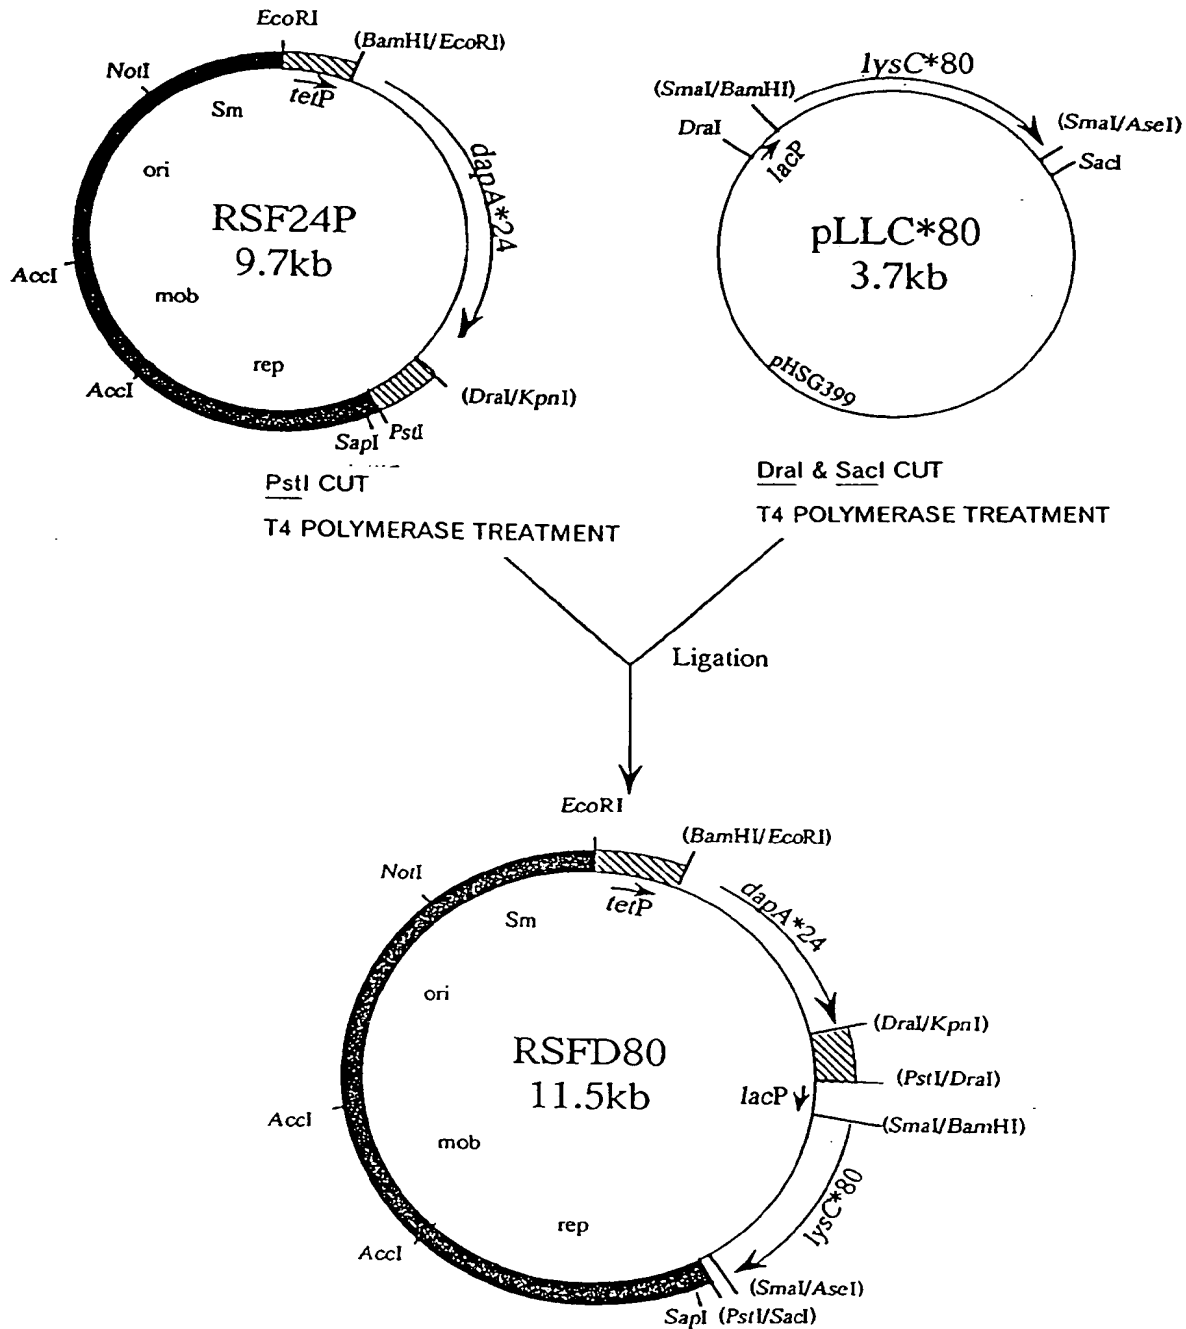 EcoRI
(BamHI/EcoRI)
NotI
tetP
Sm
ori
dapA*24
RSF24P
9.7kb
AccI
mob
rep
AccI
(DraI/KpnI)
SapI
PstI
lysC*80
(SmaI/BamHI)
(SmaI/AseI)
DraI
SacI
lacP
pLLC*80
3.7kb
pHSG399
PstI CUT
T4 POLYMERASE TREATMENT
DraI & SacI CUT
T4 POLYMERASE TREATMENT
Ligation
EcoRI
(BamHI/EcoRI)
NotI
tetP
dapA*24
Sm
ori
(DraI/KpnI)
RSFD80
11.5kb
(PstI/DraI)
lacP
AccI
(SmaI/BamHI)
mob
lysC*80
rep
AccI
(SmaI/AseI)
SapI
(PstI/SacI)